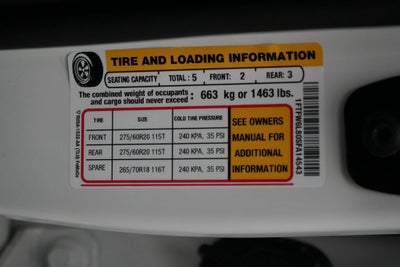 TIRE AND LOADING INFORMATION
SEATING CAPACITY TOTAL: 5 FRONT: 2 REAR: 3
The combined weight of occupants and cargo should never exceed : 663 kg or 1463 lbs.
TIRE SIZE COLD TIRE PRESSURE
FRONT 275/60R20 115T 240 KPA, 35 PSI
REAR 275/60R20 115T 240 KPA, 35 PSI
SPARE 265/70R18 116T 240 KPA, 35 PSI
SEE OWNERS
MANUAL FOR
ADDITIONAL
INFORMATION
1FTPW6L80SFA14543